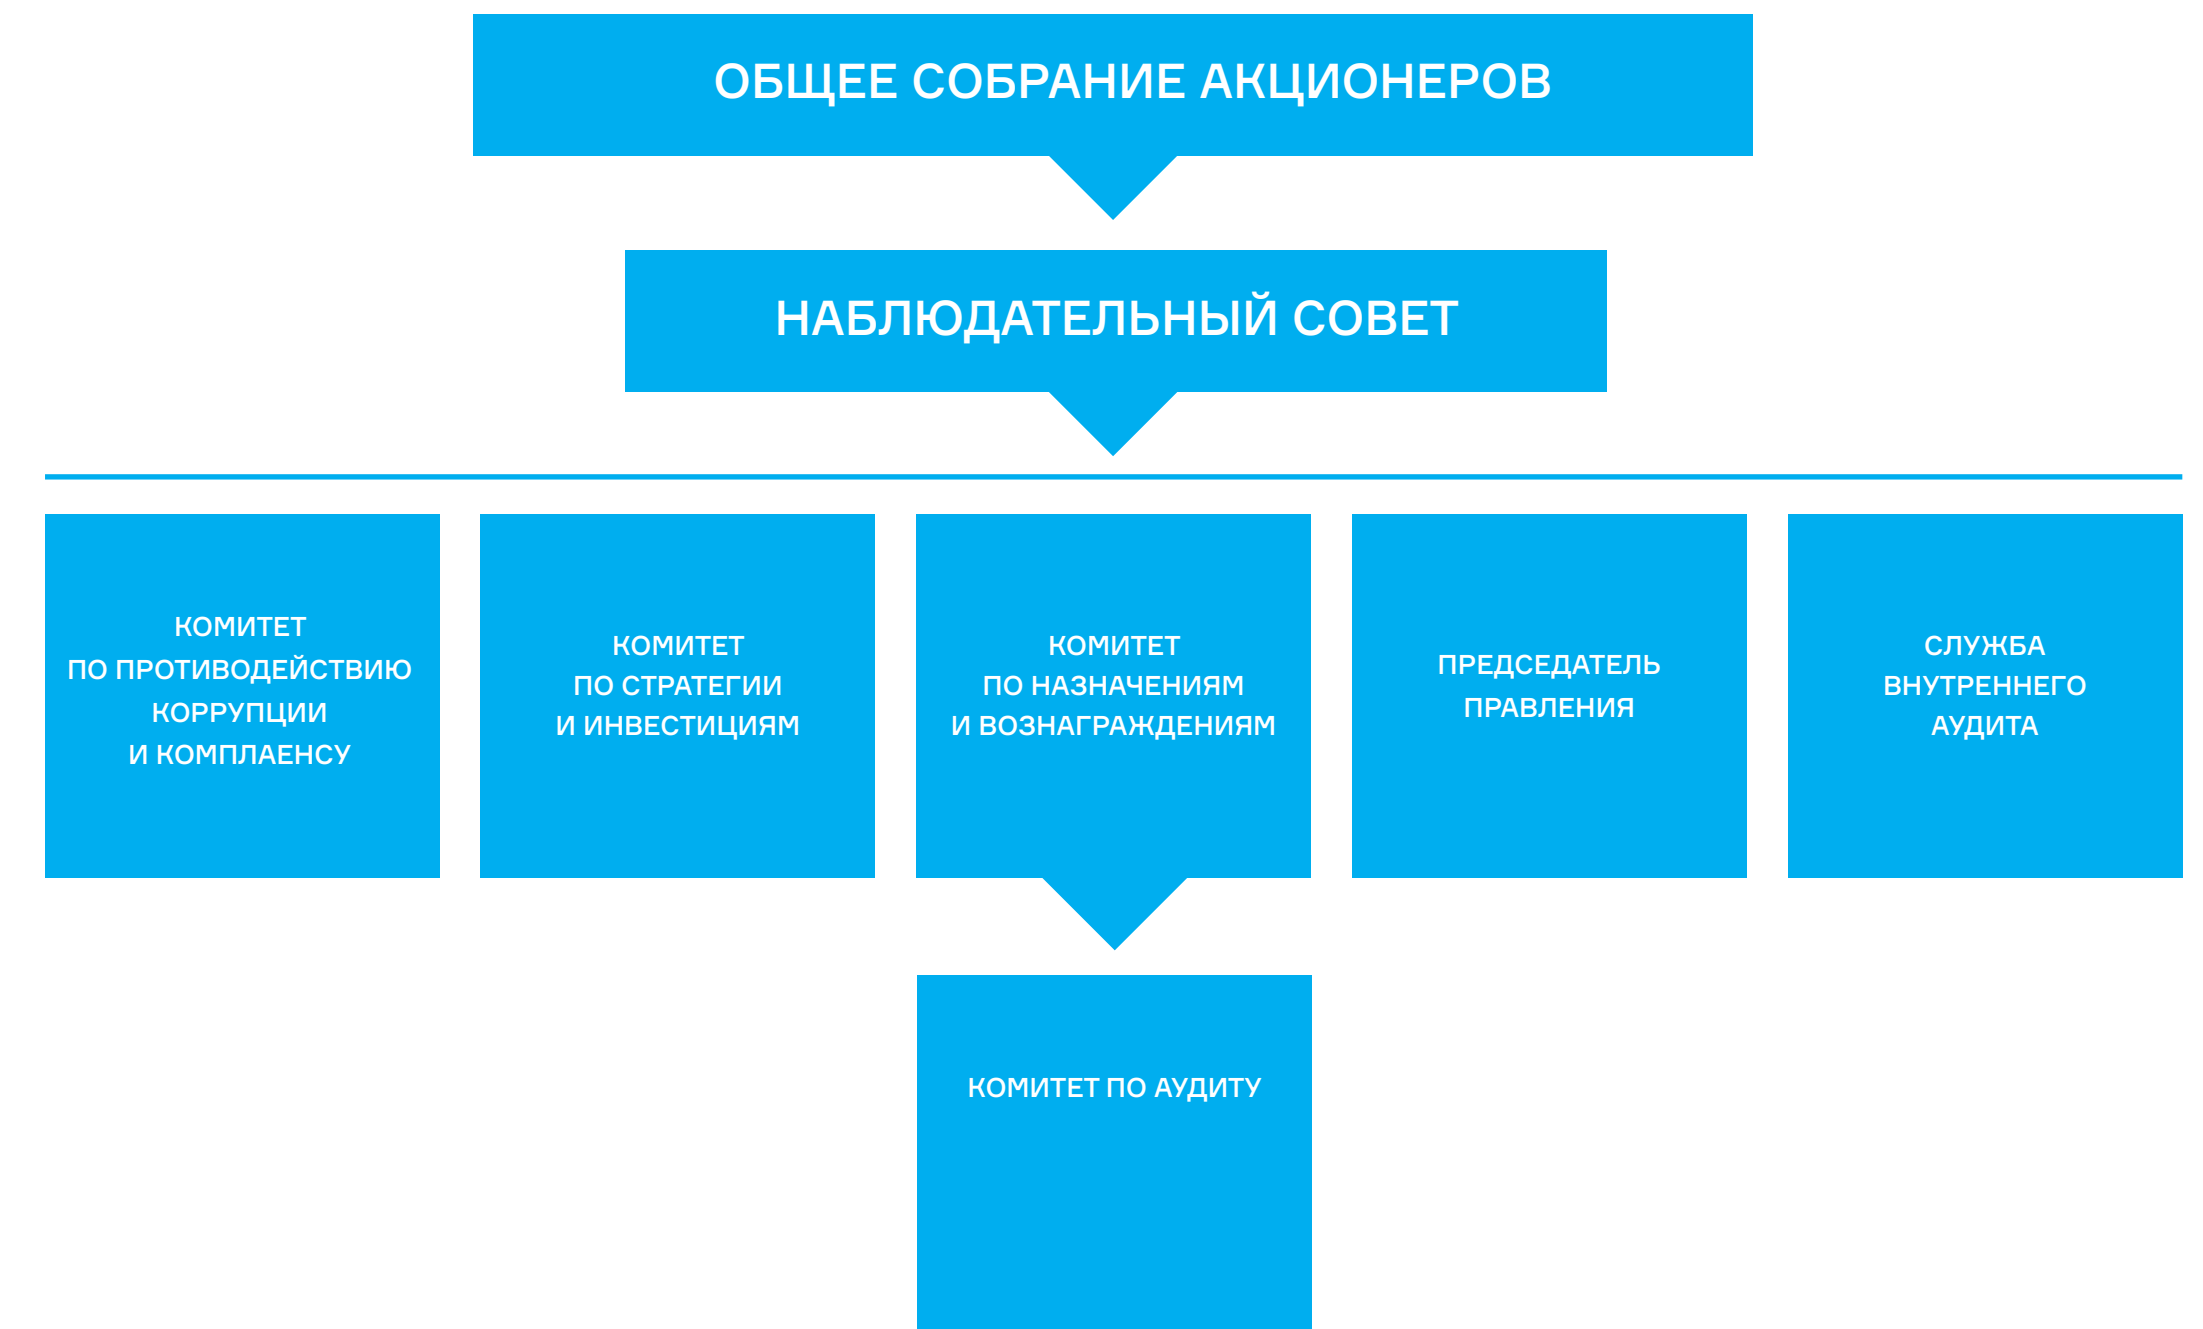 ОБЩЕЕ СОБРАНИЕ АКЦИОНЕРОВ
НАБЛЮДАТЕЛЬНЫЙ СОВЕТ
КОМИТЕТ
ПО ПРОТИВОДЕЙСТВИЮ
КОРРУПЦИИ
И КОМПЛАЕНСУ
КОМИТЕТ
ПО СТРАТЕГИИ
И ИНВЕСТИЦИЯМ
КОМИТЕТ
ПО НАЗНАЧЕНИЯМ
И ВОЗНАГРАЖДЕНИЯМ
ПРЕДСЕДАТЕЛЬ
ПРАВЛЕНИЯ
СЛУЖБА
ВНУТРЕННЕГО
АУДИТА
КОМИТЕТ ПО АУДИТУ